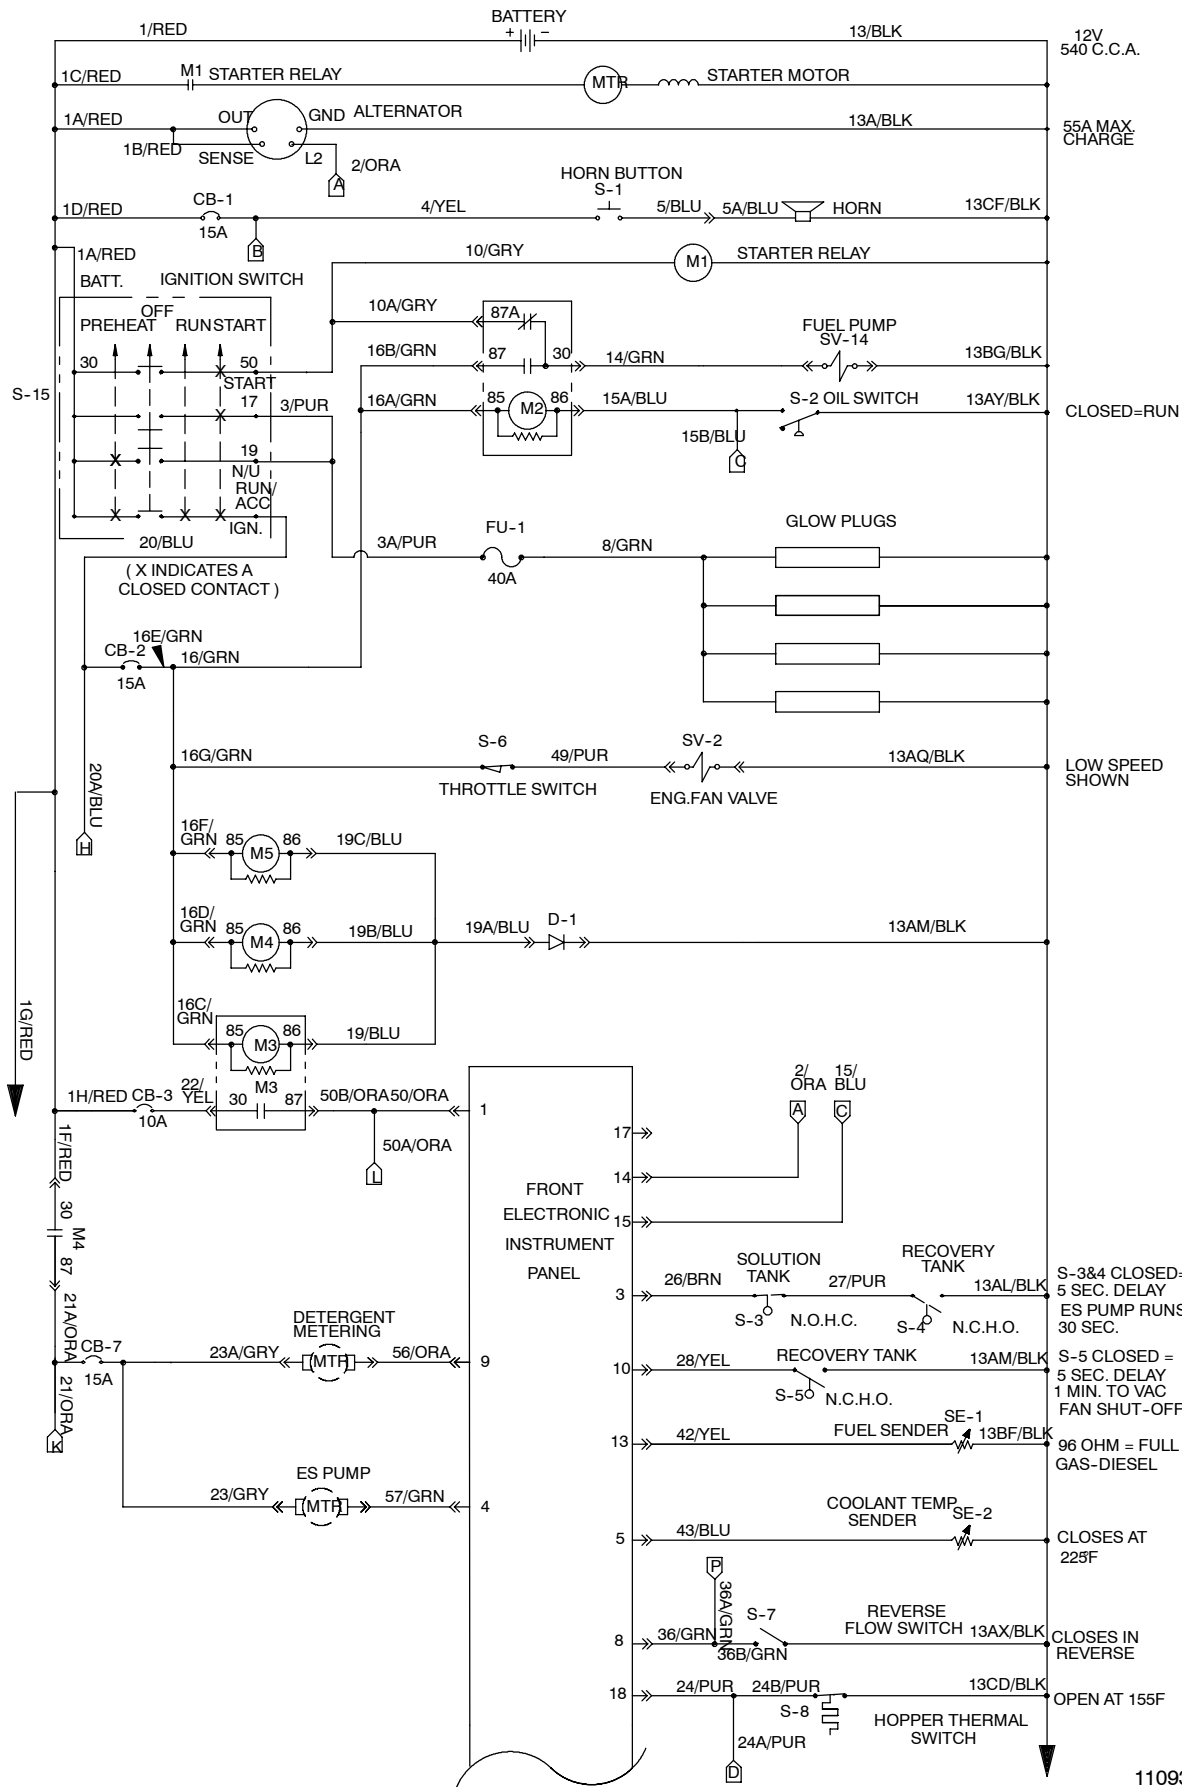 BATTERY
1/RED
+ −
13/BLK
12V
540 C.C.A.
1C/RED
M1
STARTER RELAY
MTR
STARTER MOTOR
1A/RED
OUT
GND
ALTERNATOR
13A/BLK
55A MAX.
CHARGE
1B/RED
SENSE
L2
2/ORA
A
HORN BUTTON
S-1
1D/RED
CB-1
15A
4/YEL
5/BLU
5A/BLU
HORN
13CF/BLK
B
1A/RED
10/GRY
M1
STARTER RELAY
BATT.
IGNITION SWITCH
OFF
PREHEAT
RUN
START
10A/GRY
87A
FUEL PUMP
SV-14
30
X
50
START
16B/GRN
87
30
14/GRN
13BG/BLK
S-15
17
X
3/PUR
16A/GRN
85
M2
86
15A/BLU
S-2 OIL SWITCH
13AY/BLK
CLOSED=RUN
15B/BLU
C
X
19
N/U
RUN/
ACC
X
X
X
IGN.
20/BLU
GLOW PLUGS
3A/PUR
FU-1
40A
8/GRN
( X INDICATES A
CLOSED CONTACT )
16E/GRN
CB-2
15A
16/GRN
16G/GRN
S-6
49/PUR
SV-2
13AQ/BLK
LOW SPEED
SHOWN
THROTTLE SWITCH
ENG.FAN VALVE
20A/BLU
H
16F/
GRN
85
M5
86
19C/BLU
16D/
GRN
85
M4
86
19B/BLU
19A/BLU
D-1
13AM/BLK
1G/RED
16C/
GRN
85
M3
86
19/BLU
1H/RED
CB-3
10A
22/
YEL
M3
30
87
50B/ORA
50/ORA
1
50A/ORA
L
2/
ORA
15/
BLU
A
C
17
14
15
FRONT
ELECTRONIC
INSTRUMENT
PANEL
1F/RED
30
M4
87
21A/ORA
21/ORA
K
SOLUTION
TANK
RECOVERY
TANK
3
26/BRN
S-3
N.O.H.C.
27/PUR
S-4
N.C.H.O.
13AL/BLK
S-3&4 CLOSED=
5 SEC. DELAY
ES PUMP RUNS
30 SEC.
CB-7
15A
23A/GRY
DETERGENT
METERING
MTR
56/ORA
9
10
28/YEL
RECOVERY TANK
S-5
N.C.H.O.
13AM/BLK
S-5 CLOSED =
5 SEC. DELAY
1 MIN. TO VAC
FAN SHUT-OFF
13
42/YEL
FUEL SENDER
SE-1
13BF/BLK
96 OHM = FULL
GAS-DIESEL
ES PUMP
23/GRY
MTR
57/GRN
4
5
43/BLU
COOLANT TEMP
SENDER
SE-2
CLOSES AT
225°F
P
36A/GRN
8
36/GRN
36B/GRN
S-7
REVERSE
FLOW SWITCH
13AX/BLK
CLOSES IN
REVERSE
18
24/PUR
24B/PUR
S-8
13CD/BLK
OPEN AT 155F
HOPPER THERMAL
SWITCH
24A/PUR
D